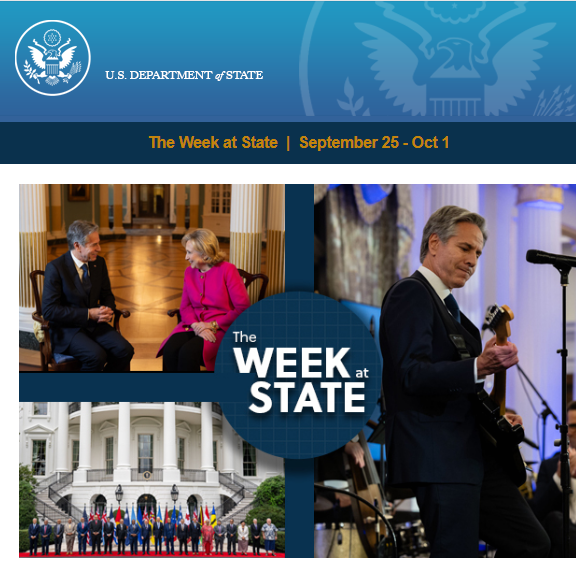 U.S. DEPARTMENT of STATE
The Week at State | September 25 - Oct 1
The
WEEK at
STATE